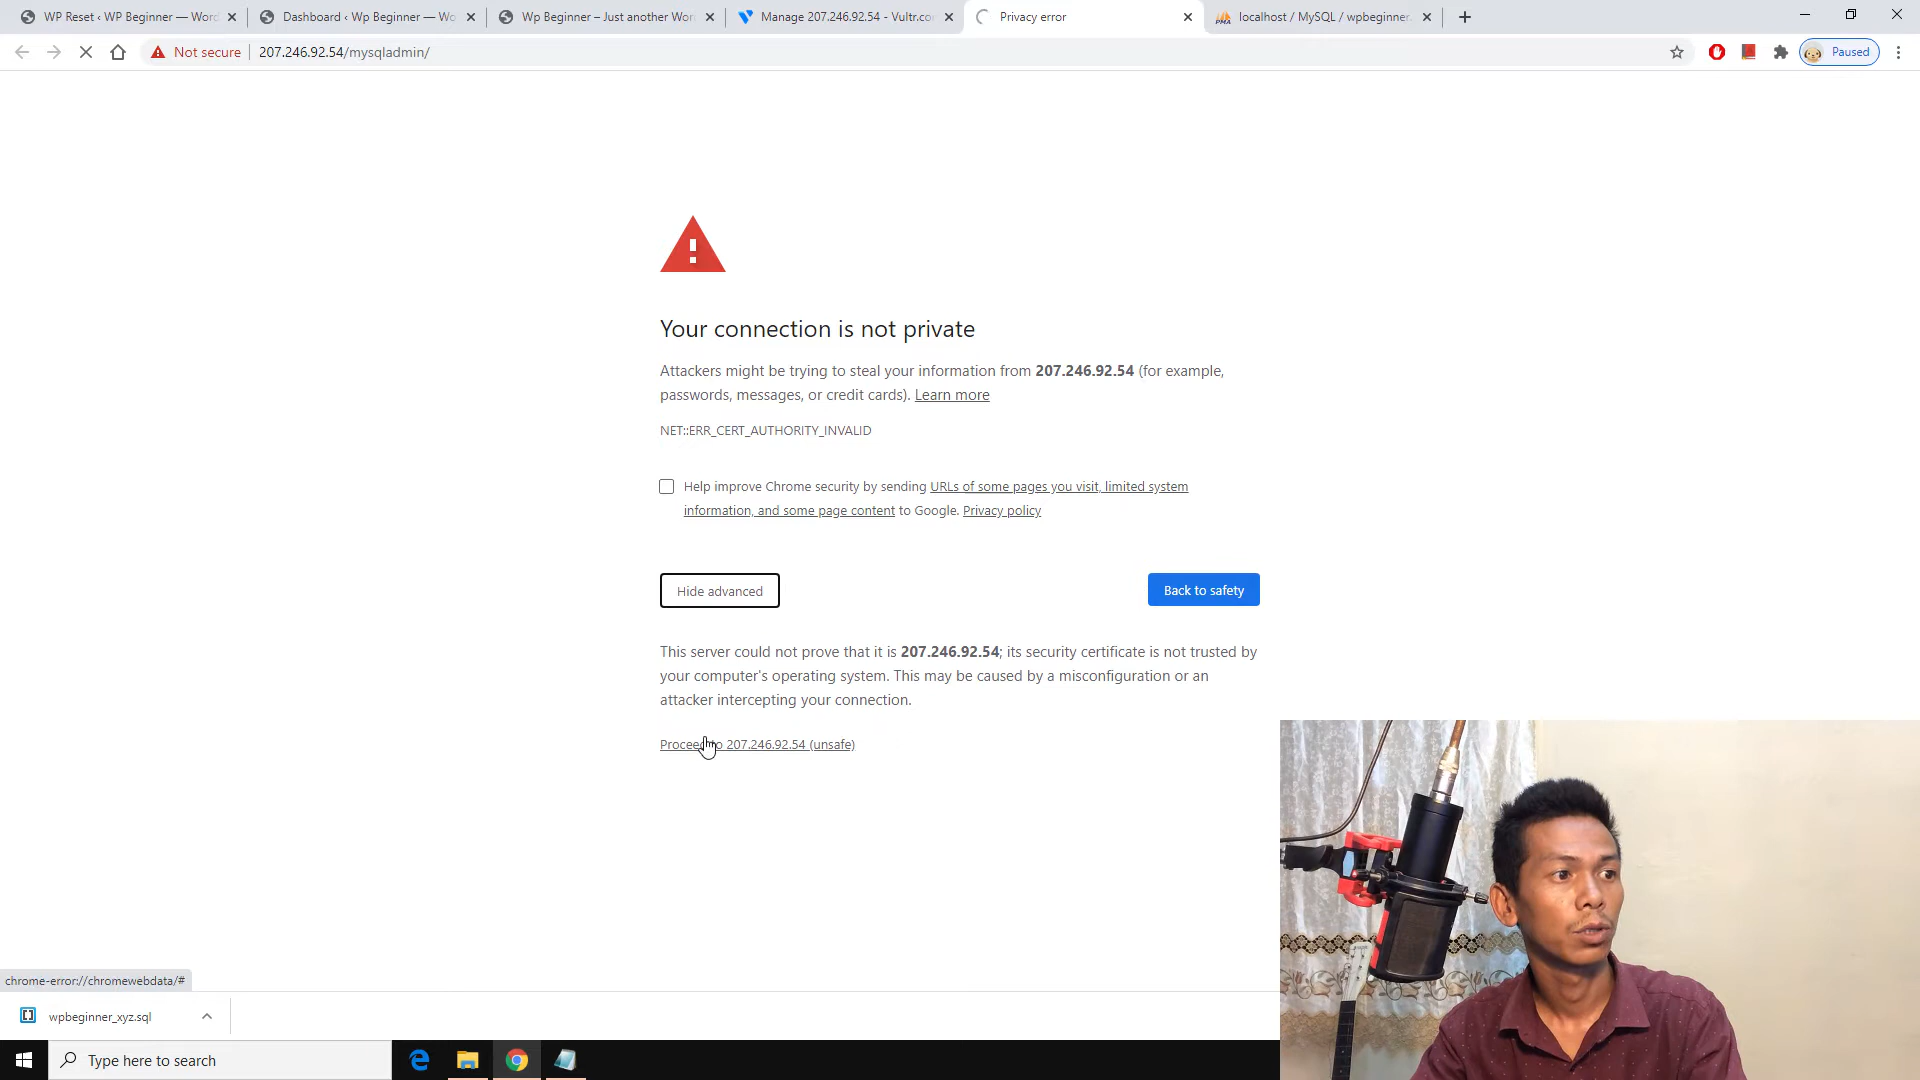 WP Reset ‹ WP Beginner — Word
Dashboard ‹ Wp Beginner — Wo
Wp Beginner – Just another Wor
Manage 207.246.92.54 - Vultr.co
Privacy error
localhost / MySQL / wpbeginner
Not secure
207.246.92.54/mysqladmin/
Paused
Your connection is not private
Attackers might be trying to steal your information from 207.246.92.54 (for example,
passwords, messages, or credit cards). Learn more
NET::ERR_CERT_AUTHORITY_INVALID
Help improve Chrome security by sending URLs of some pages you visit, limited system
information, and some page content to Google. Privacy policy
Hide advanced
Back to safety
This server could not prove that it is 207.246.92.54; its security certificate is not trusted by
your computer's operating system. This may be caused by a misconfiguration or an
attacker intercepting your connection.
Proceed to 207.246.92.54 (unsafe)
chrome-error://chromewebdata/#
wpbeginner_xyz.sql
Type here to search